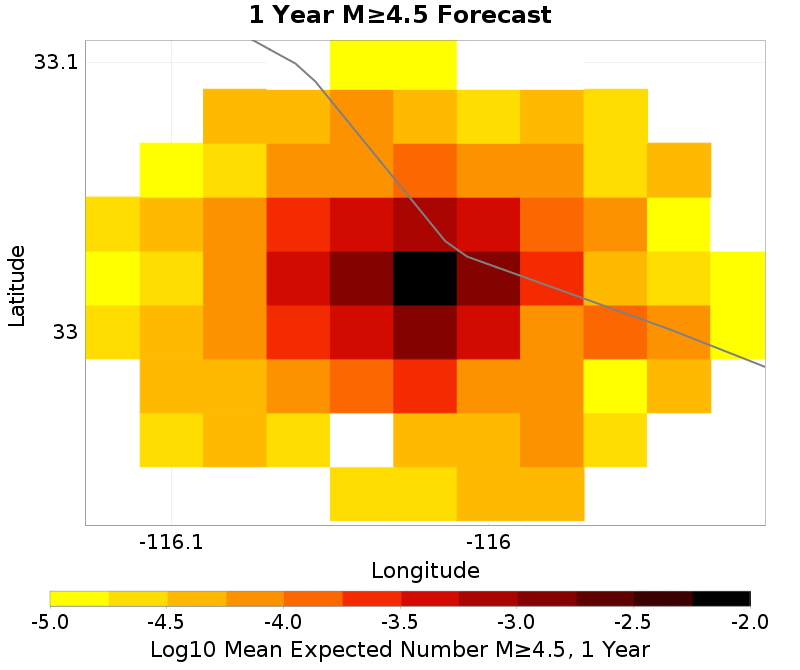 1 Year M≥4.5 Forecast
33.1
33
Latitude
-116.1 -116
Longitude
-5.0 -4.5 -4.0 -3.5 -3.0 -2.5 -2.0
Log10 Mean Expected Number M≥4.5, 1 Year